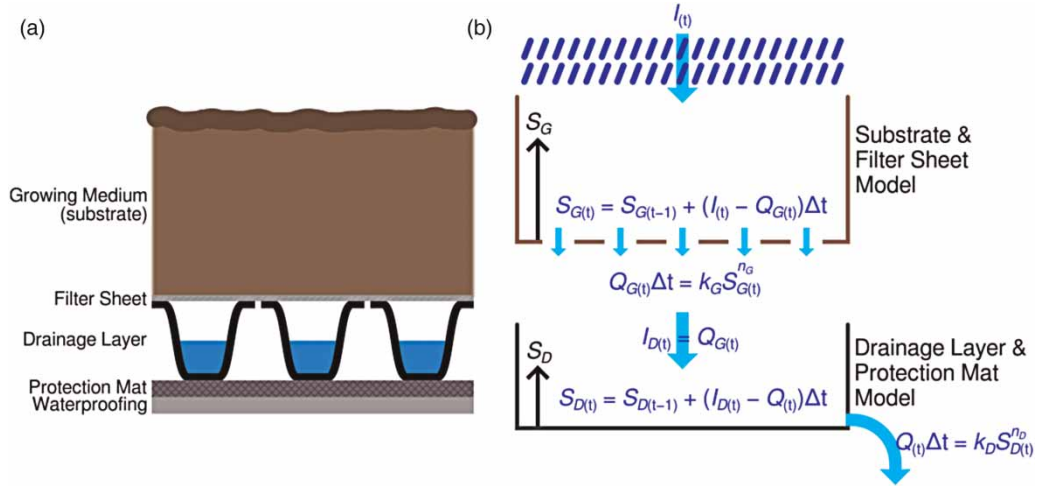 (a)
Growing Medium
(substrate)
Filter Sheet
Drainage Layer
Protection Mat
Waterproofing
(b)
I(t)
SG
Substrate &
Filter Sheet
Model
SG(t) = SG(t−1) + (I(t) − QG(t))Δt
QG(t)Δt = kGSG(t)^nG
ID(t) = QG(t)
SD
Drainage Layer &
Protection Mat
Model
SD(t) = SD(t−1) + (ID(t) − Q(t))Δt
Q(t)Δt = kDSD(t)^nD